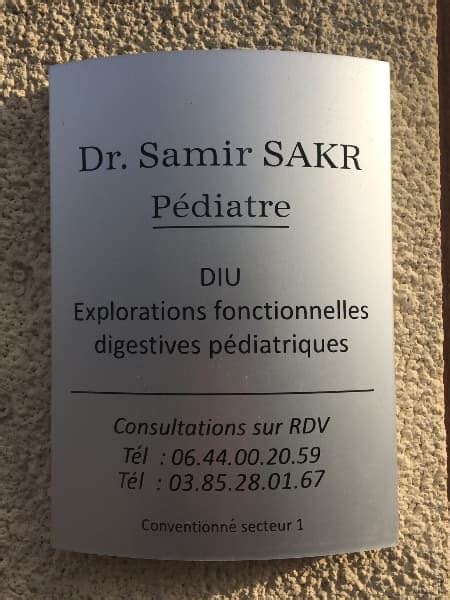 Dr. Samir SAKR
Pédiatre
DIU
Explorations fonctionnelles
digestives pédiatriques
Consultations sur RDV
Tél : 06.44.00.20.59
Tél : 03.85.28.01.67
Conventionné secteur 1